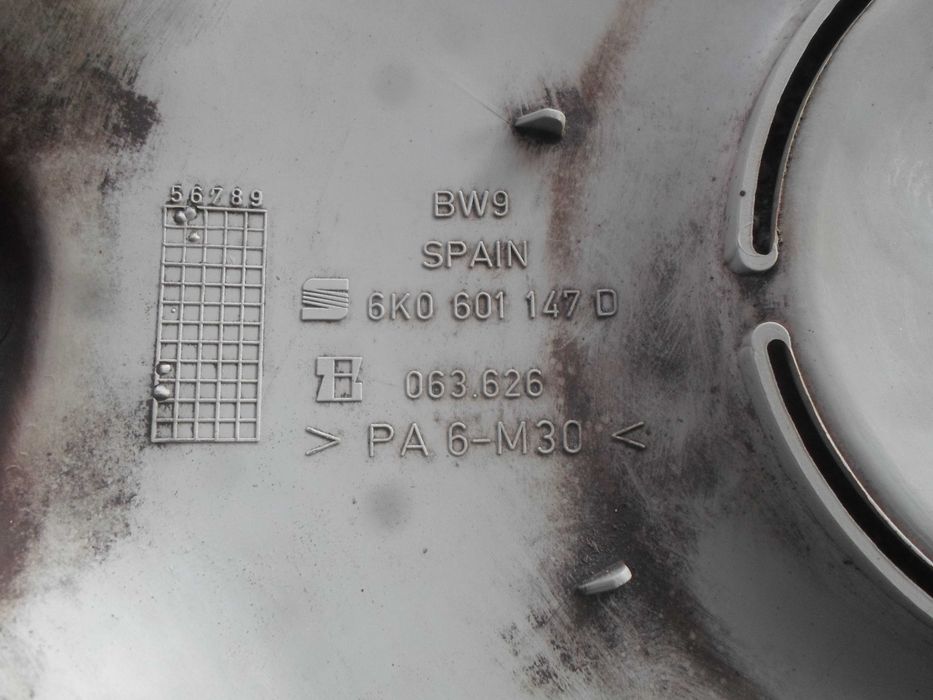 56789
BW9
SPAIN
6K0 601 147 D
063.626
> PA 6-M30 <